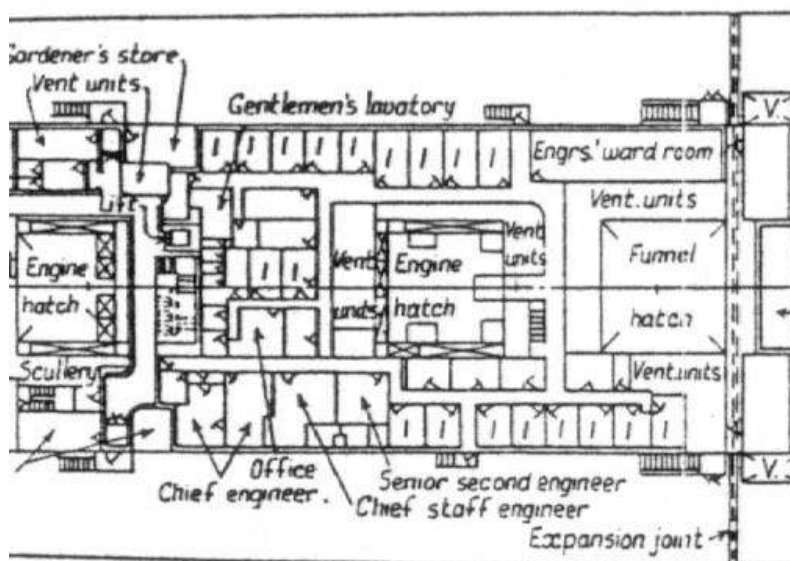 Gardener's store
Vent units
Gentlemen's lavatory
V.
Engrs.' ward room
Lift
Vent. units
Engine
hatch
Vent
units
Engine
hatch
Vent
units
Funnel
hatch
Scullery
Vent. units
Office
Chief engineer.
Senior second engineer
Chief staff engineer
V.
Expansion joint